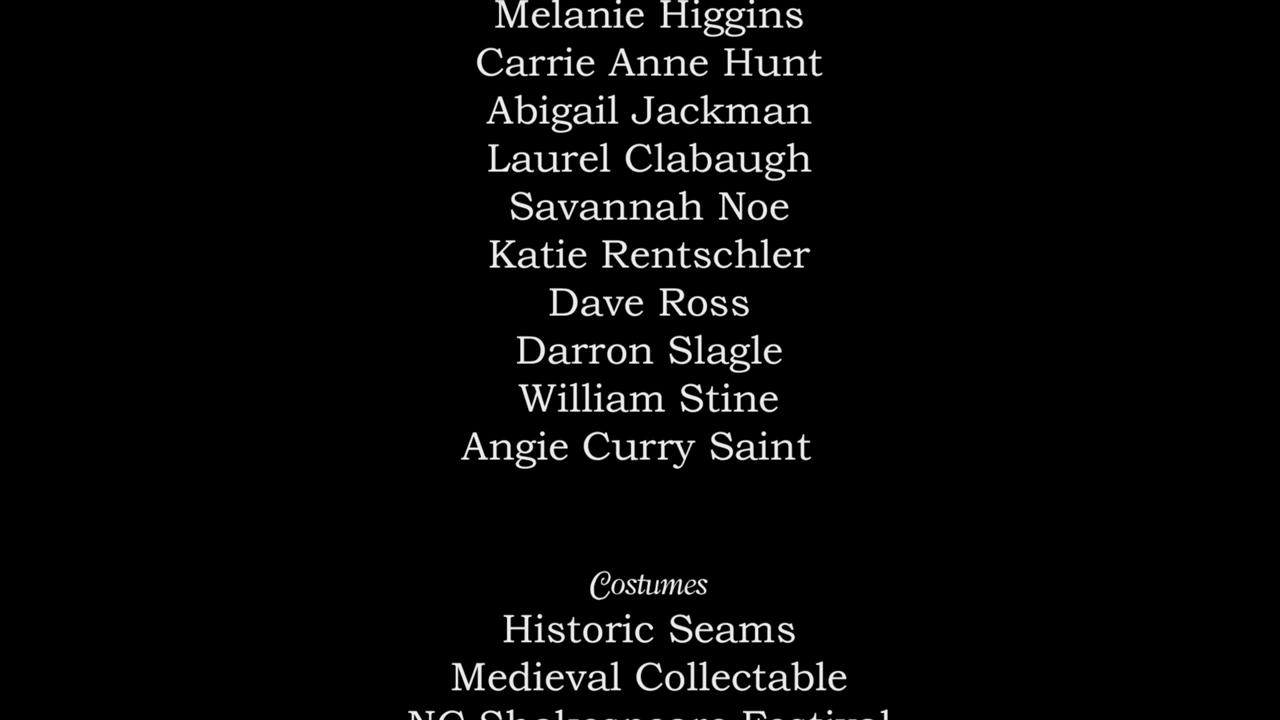 Melanie Higgins
Carrie Anne Hunt
Abigail Jackman
Laurel Clabaugh
Savannah Noe
Katie Rentschler
Dave Ross
Darron Slagle
William Stine
Angie Curry Saint
Costumes
Historic Seams
Medieval Collectable
NC Shakespeare Festival